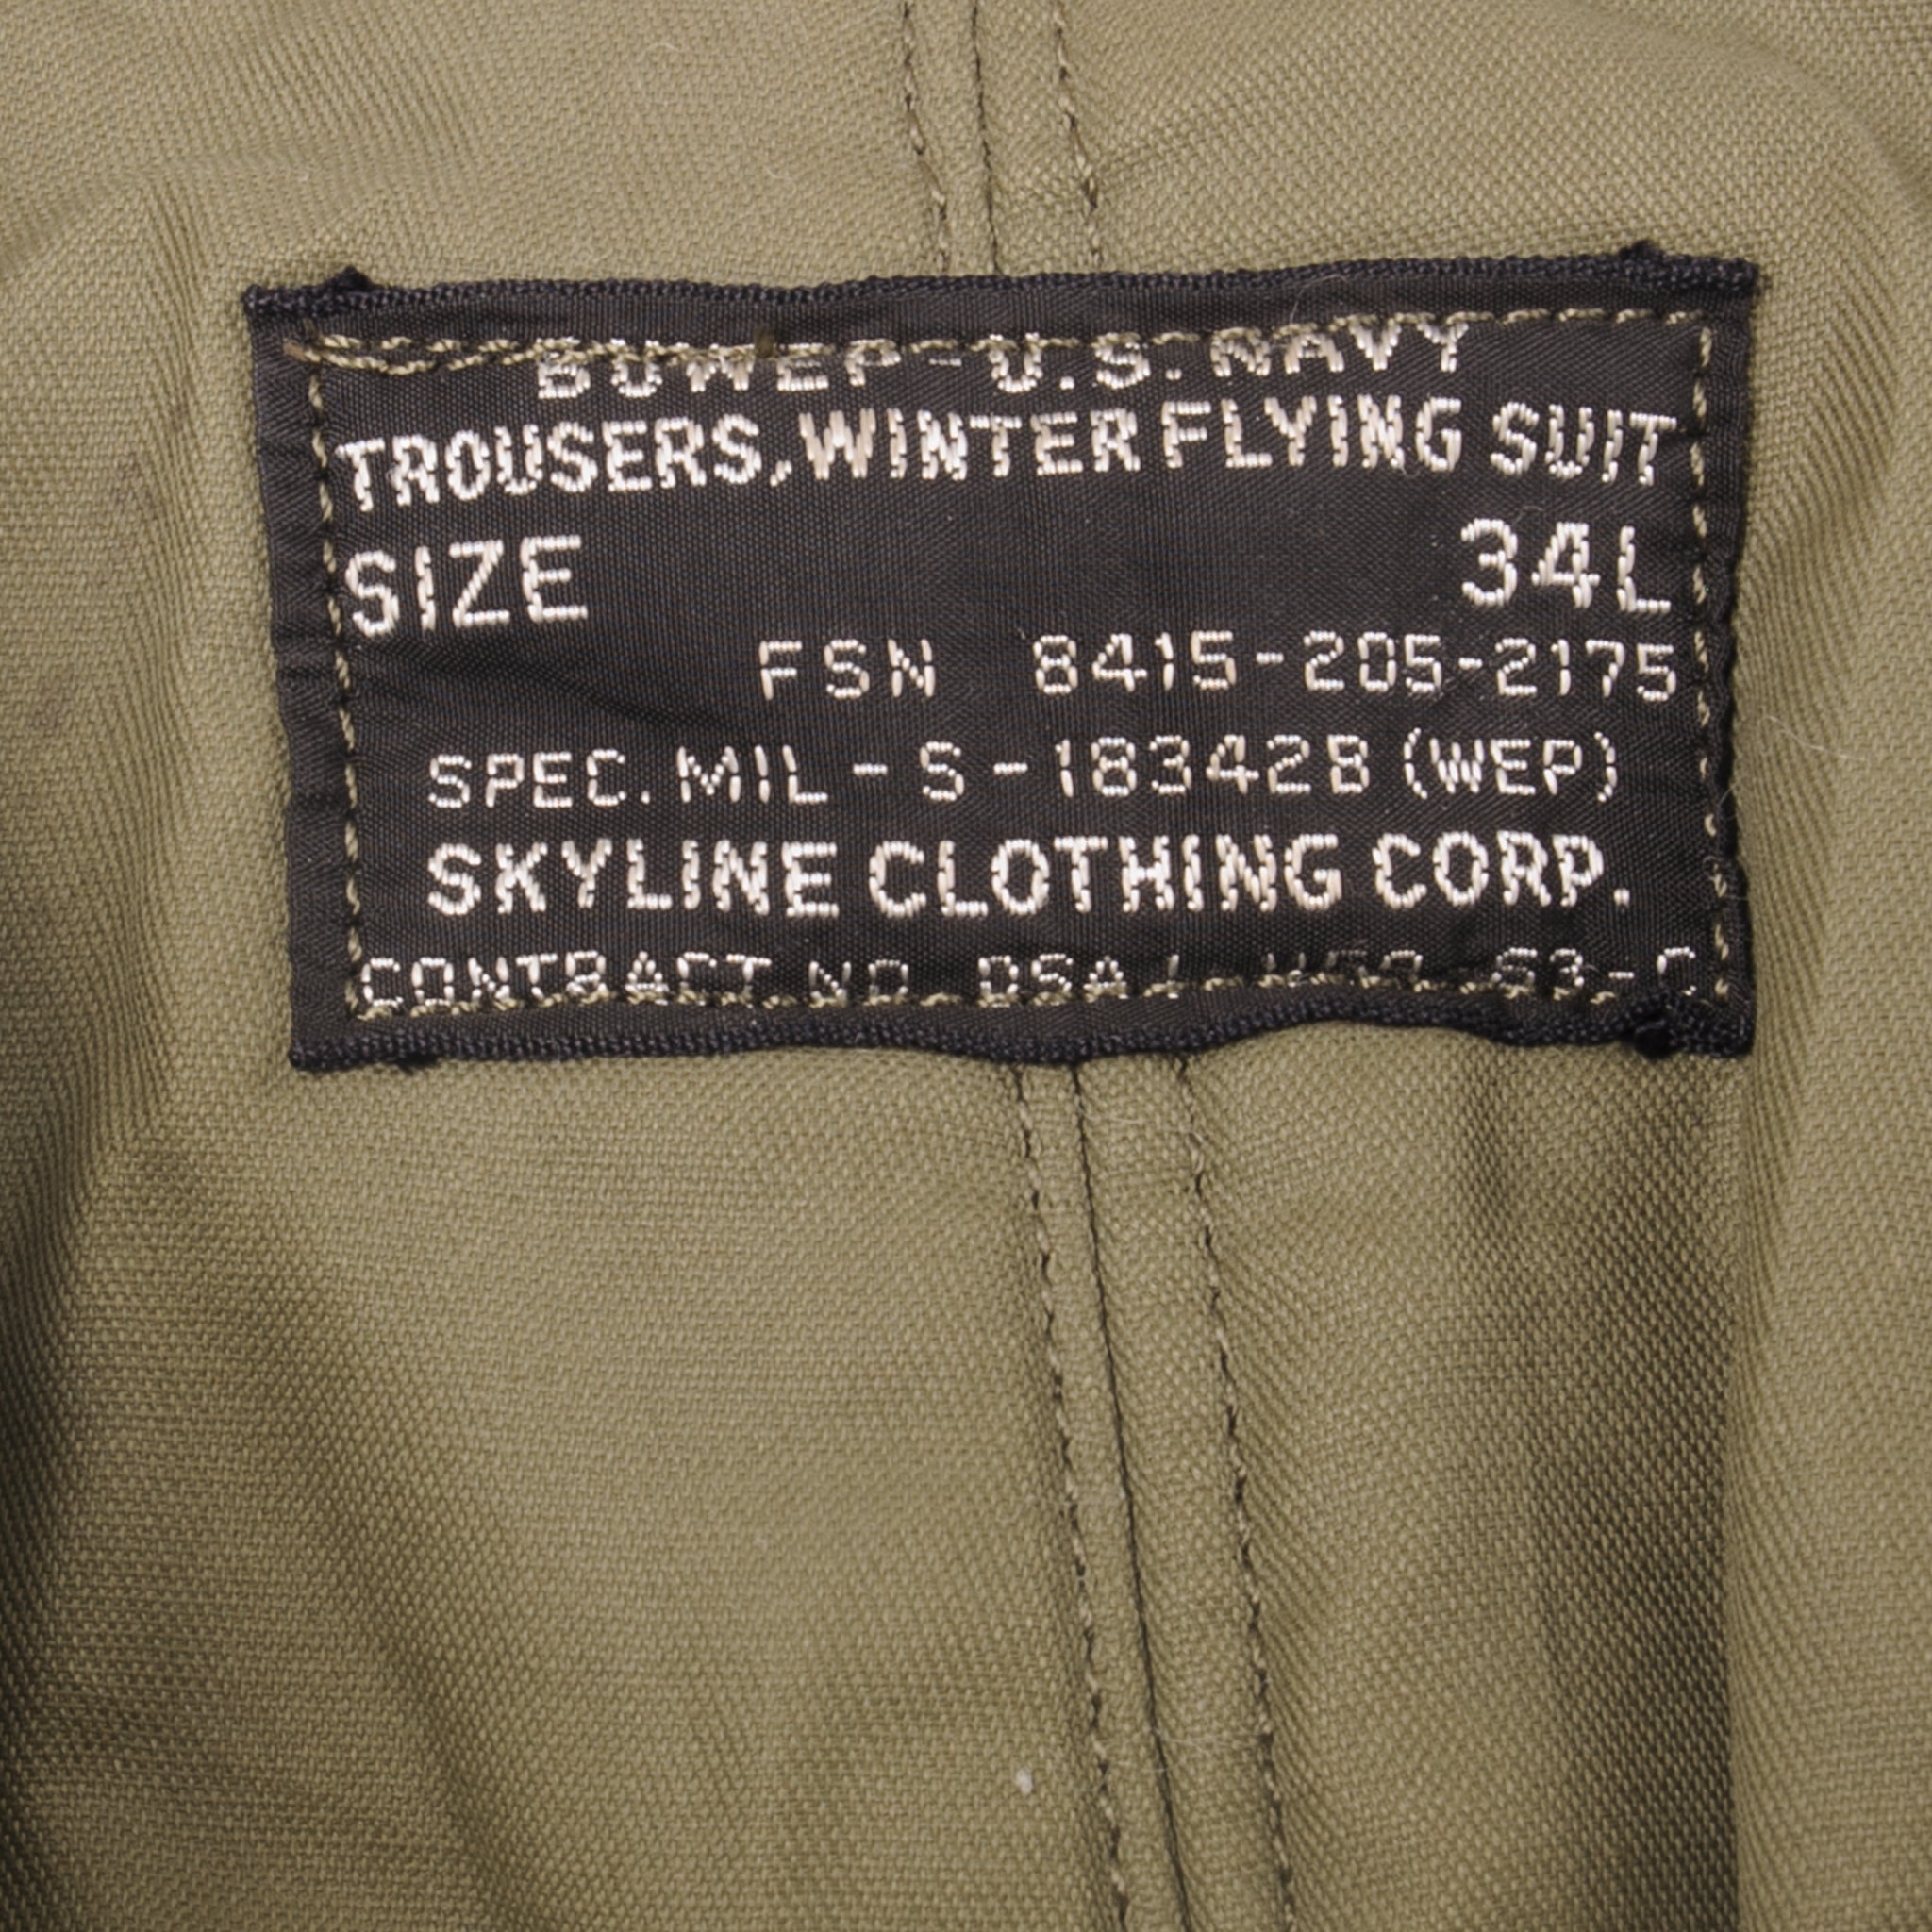 BUWEP - U.S. NAVY
TROUSERS, WINTER FLYING SUIT
SIZE 34L
FSN 8415-205-2175
SPEC. MIL - S - 18342B (WEP)
SKYLINE CLOTHING CORP.
CONTRACT NO. DSA